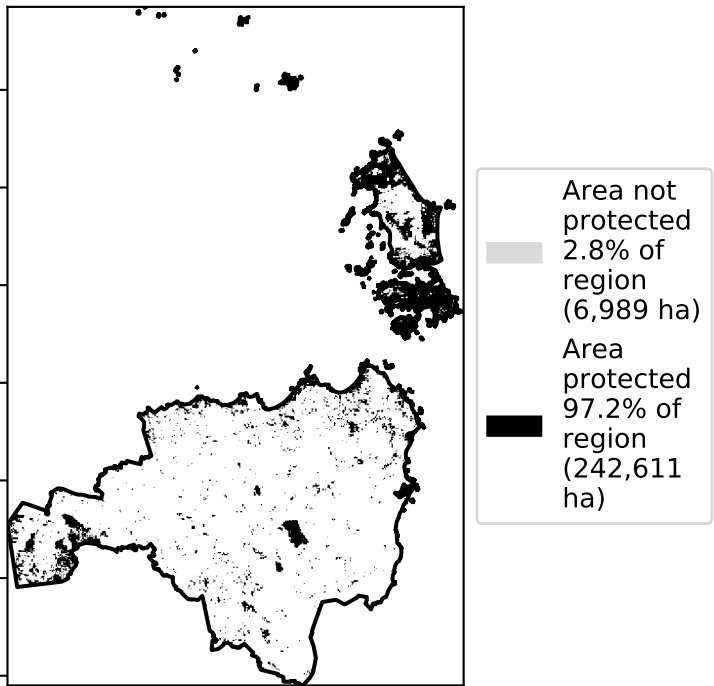 Area not
protected
2.8% of
region
(6,989 ha)
Area
protected
97.2% of
region
(242,611
ha)